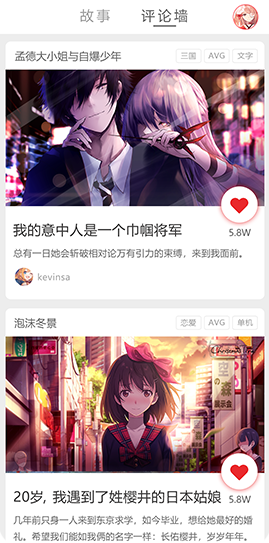 故事 评论墙
孟德大小姐与自爆少年 三国 AVG 文字
我的意中人是一个巾帼将军 5.8W
总有一日她会斩破相对论万有引力的束缚，来到我面前。
kevinsa
泡沫冬景 恋爱 AVG 单机
20岁, 我遇到了姓樱井的日本姑娘 5.8W
几年前只身一人来到东京求学，如今毕业，想给她最好的婚
礼。希望我们能如我俩的名字一样：长佑樱井，岁岁年年。